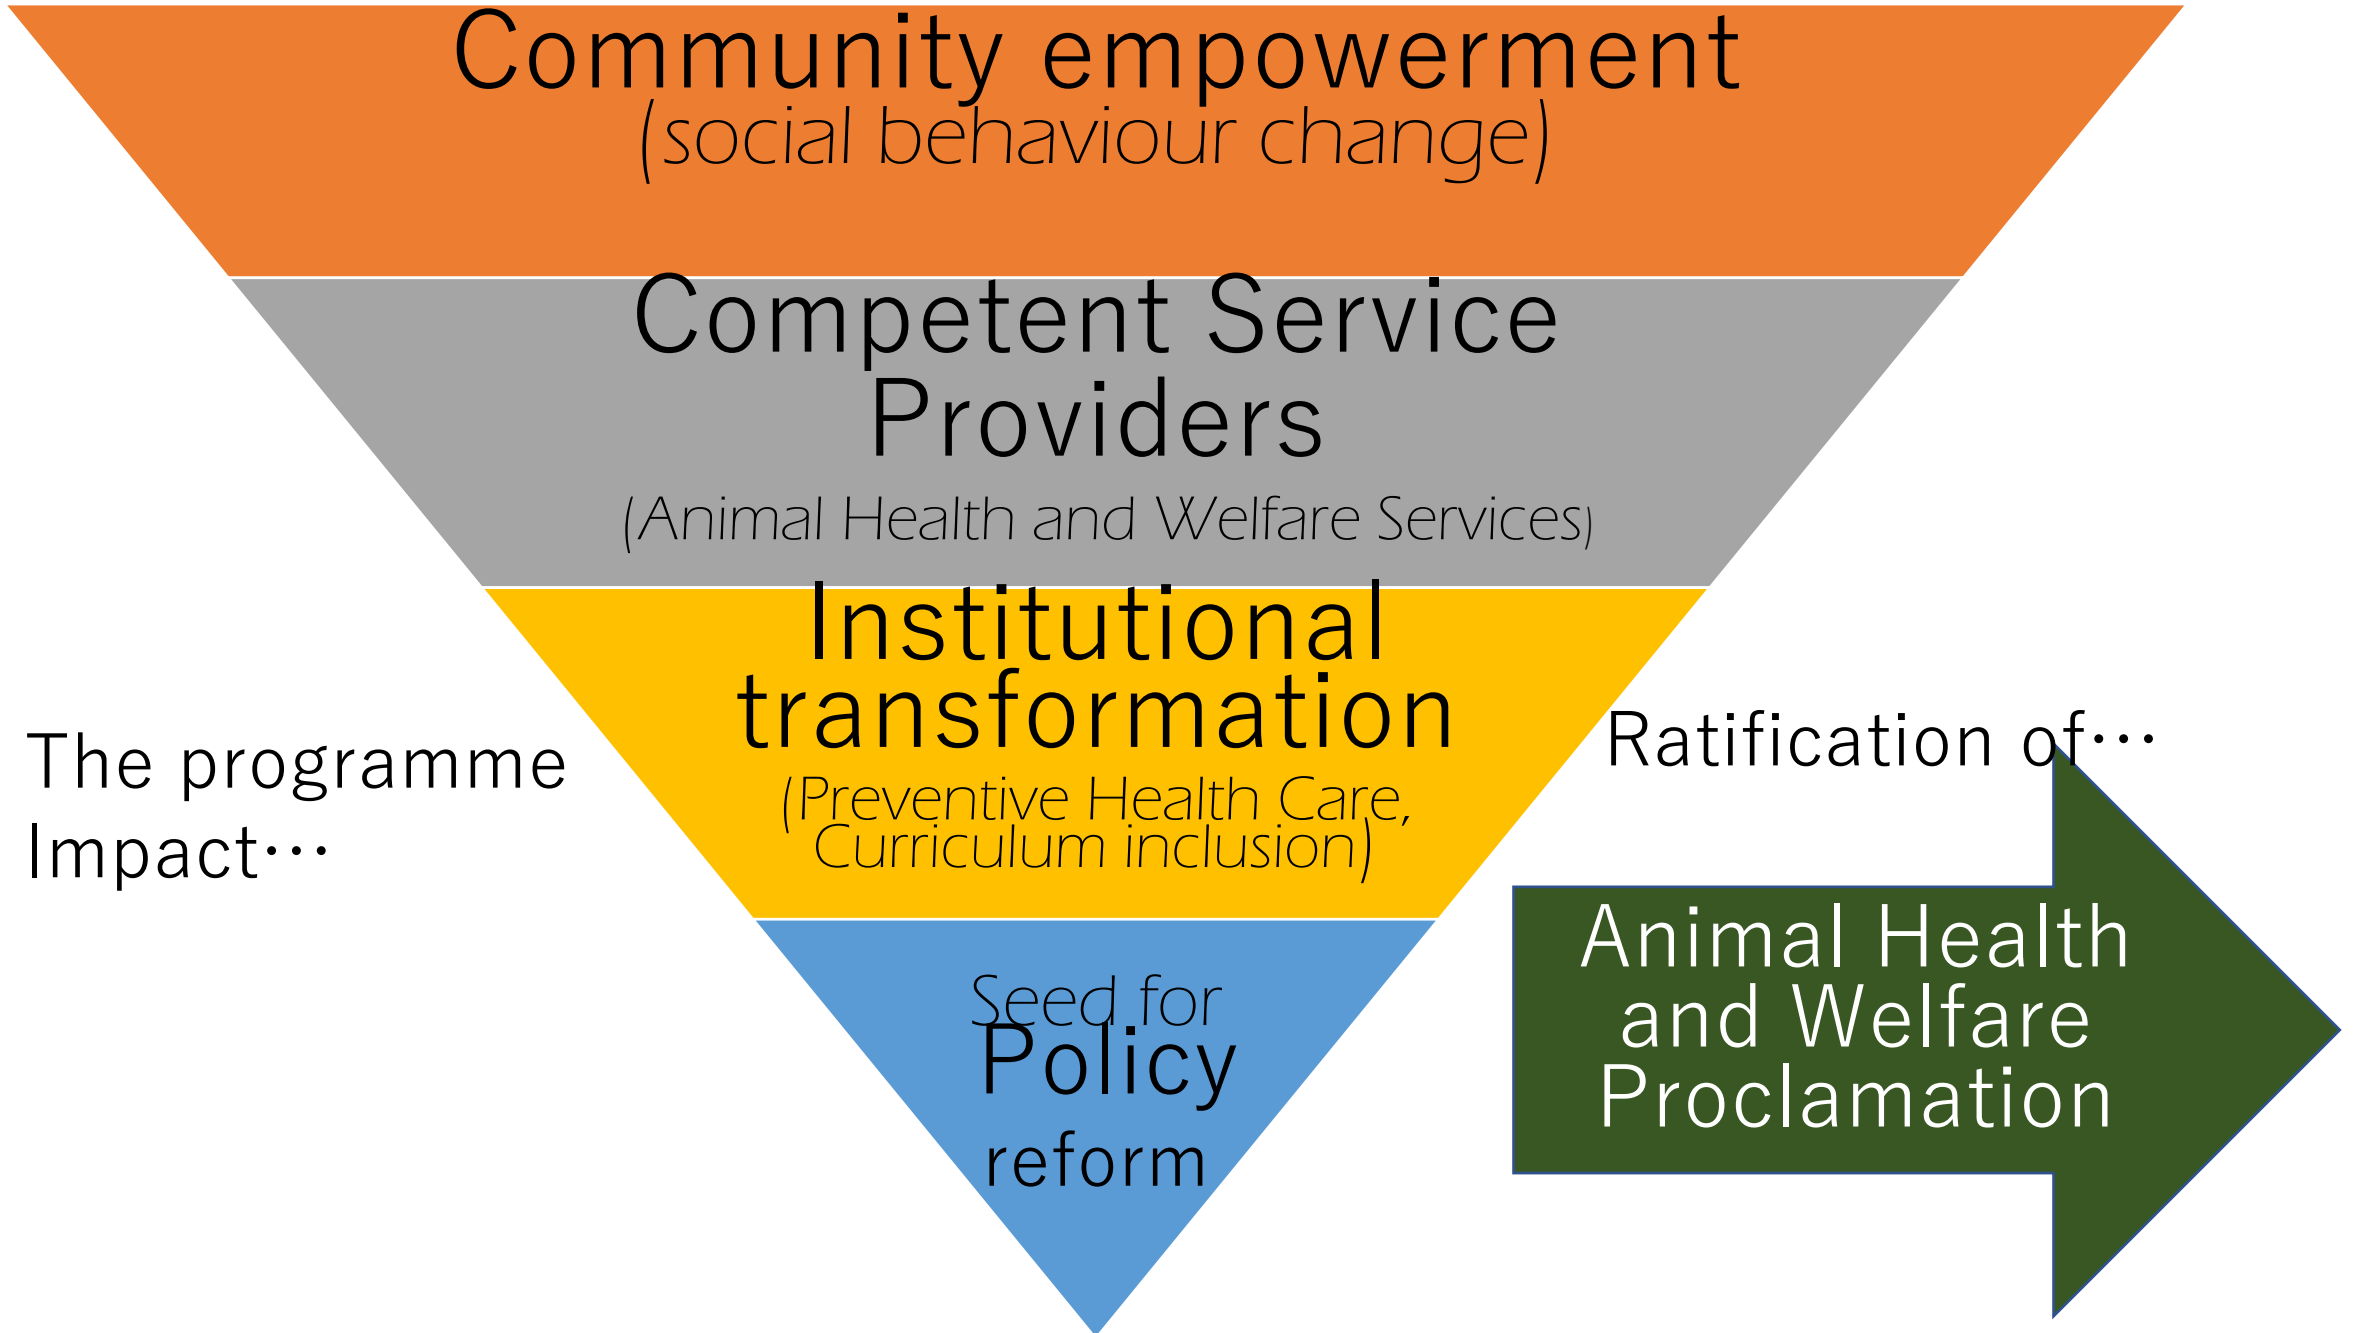 Community empowerment
(social behaviour change)
Competent Service
Providers
(Animal Health and Welfare Services)
Institutional
transformation
(Preventive Health Care,
Curriculum inclusion)
Seed for
Policy
reform
The programme
Impact…
Ratification of…
Animal Health
and Welfare
Proclamation